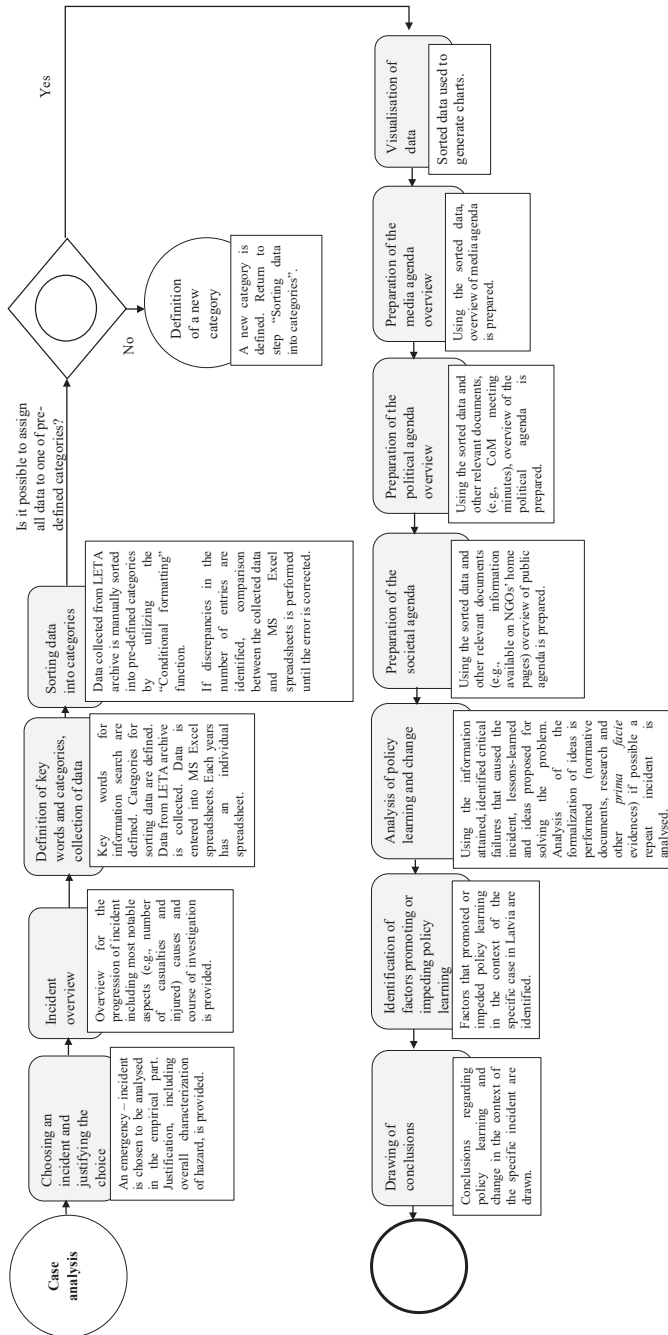 Case
analysis
Choosing an
incident and
justifying the
choice
An emergency – incident
is chosen to be analysed
in the empirical part.
Justification, including
overall characterization
of hazard, is provided.
Incident
overview
Overview for the
progression of incident
including most notable
aspects (e.g., number
of casualties and
injured) causes and
course of investigation
is provided.
Definition of key
words and categories,
collection of data
Key words for
information search are
defined. Categories for
sorting data are defined.
Data from LETA archive
is collected. Data is
entered into MS Excel
spreadsheets. Each years
has an individual
spreadsheet.
Sorting data
into categories
Data collected from LETA
archive is manually sorted
into pre-defined categories
by utilizing the
“Conditional formating”
function.
If discrepancies in the
number of entries are
identified, comparison
between the collected data
and MS Excel
spreadsheets is performed
until the error is corrected.
Is it possible to assign
all data to one of pre-
defined categories?
No
Yes
Definition
of a new
category
A new category is
defined. Return to
step “Sorting data
into categories”.
Visualisation of
data
Sorted data used to
generate charts.
Preparation of the
media agenda
overview
Using the sorted data,
overview of media agenda
is prepared.
Preparation of the
political agenda
overview
Using the sorted data and
other relevant documents,
(e.g., CoM meeting
minutes), overview of the
political agenda is
prepared.
Preparation of the
societal agenda
Using the sorted data and
other relevant documents
(e.g., information
available on NGOs’ home
pages) overview of public
agenda is prepared.
Analysis of policy
learning and change
Using the information
attained, identified critical
failures that caused the
incident, lessons-learned
and ideas proposed for
solving the problem.
Analysis of the
formalization of ideas is
performed (normative
documents, research and
other prima facie
evidences) if possible a
repeat incident is
analysed.
Identification of
factors promoting or
impeding policy
learning
Factors that promoted or
impeded policy learning
in the context of the
specific case in Latvia are
identified.
Drawing of
conclusions
Conclusions regarding
policy learning and
change in the context of
the specific incident are
drawn.